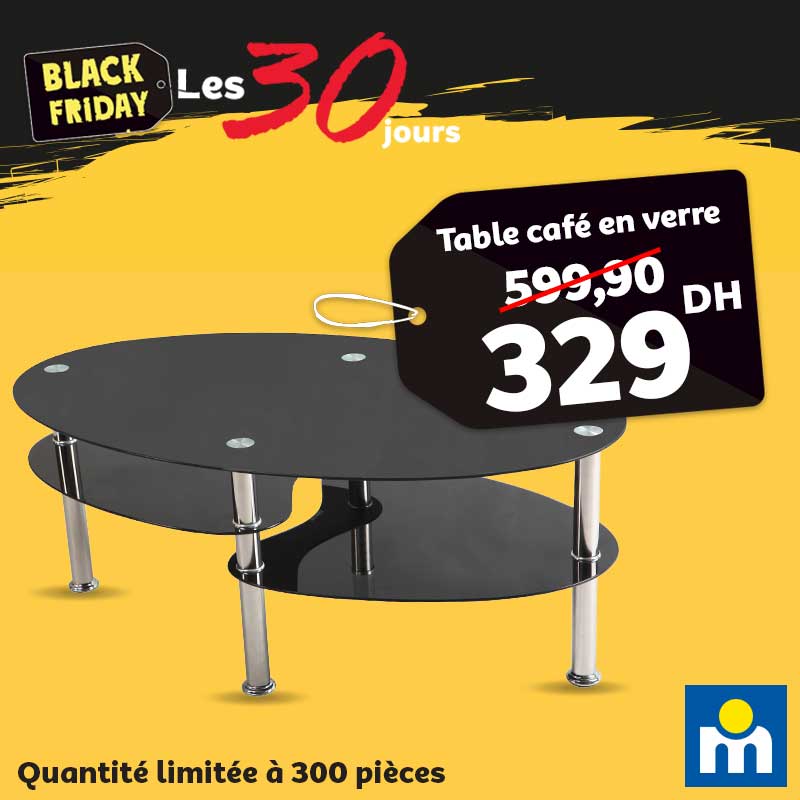 BLACK
FRIDAY
Les 30 jours
Table café en verre
599,90
329 DH
m
Quantité limitée à 300 pièces